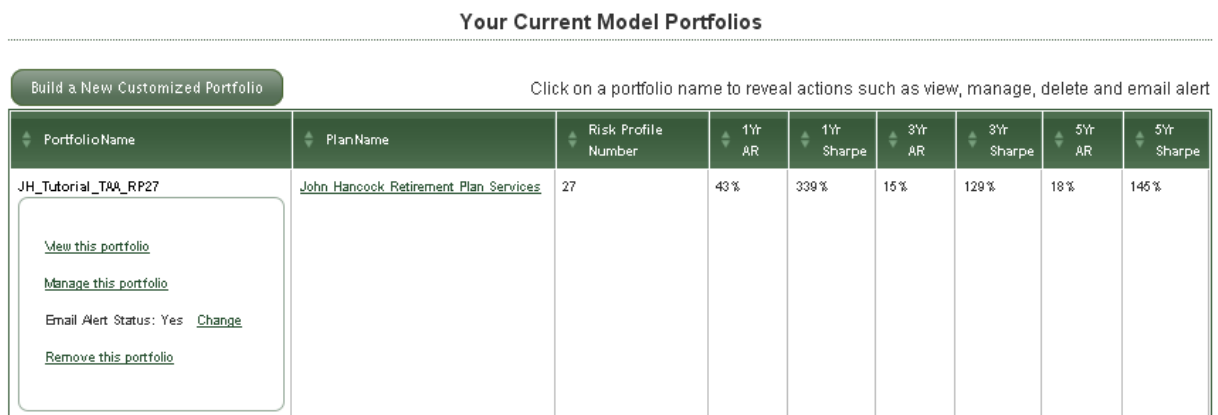 Your Current Model Portfolios
Build a New Customized Portfolio
Click on a portfolio name to reveal actions such as view, manage, delete and email alert
PortfolioName
PlanName
Risk Profile Number
1Yr AR
1Yr Sharpe
3Yr AR
3Yr Sharpe
5Yr AR
5Yr Sharpe
JH_Tutorial_TAA_RP27
John Hancock Retirement Plan Services
27
43%
339%
15%
129%
18%
145%
View this portfolio
Manage this portfolio
Email Alert Status: Yes Change
Remove this portfolio